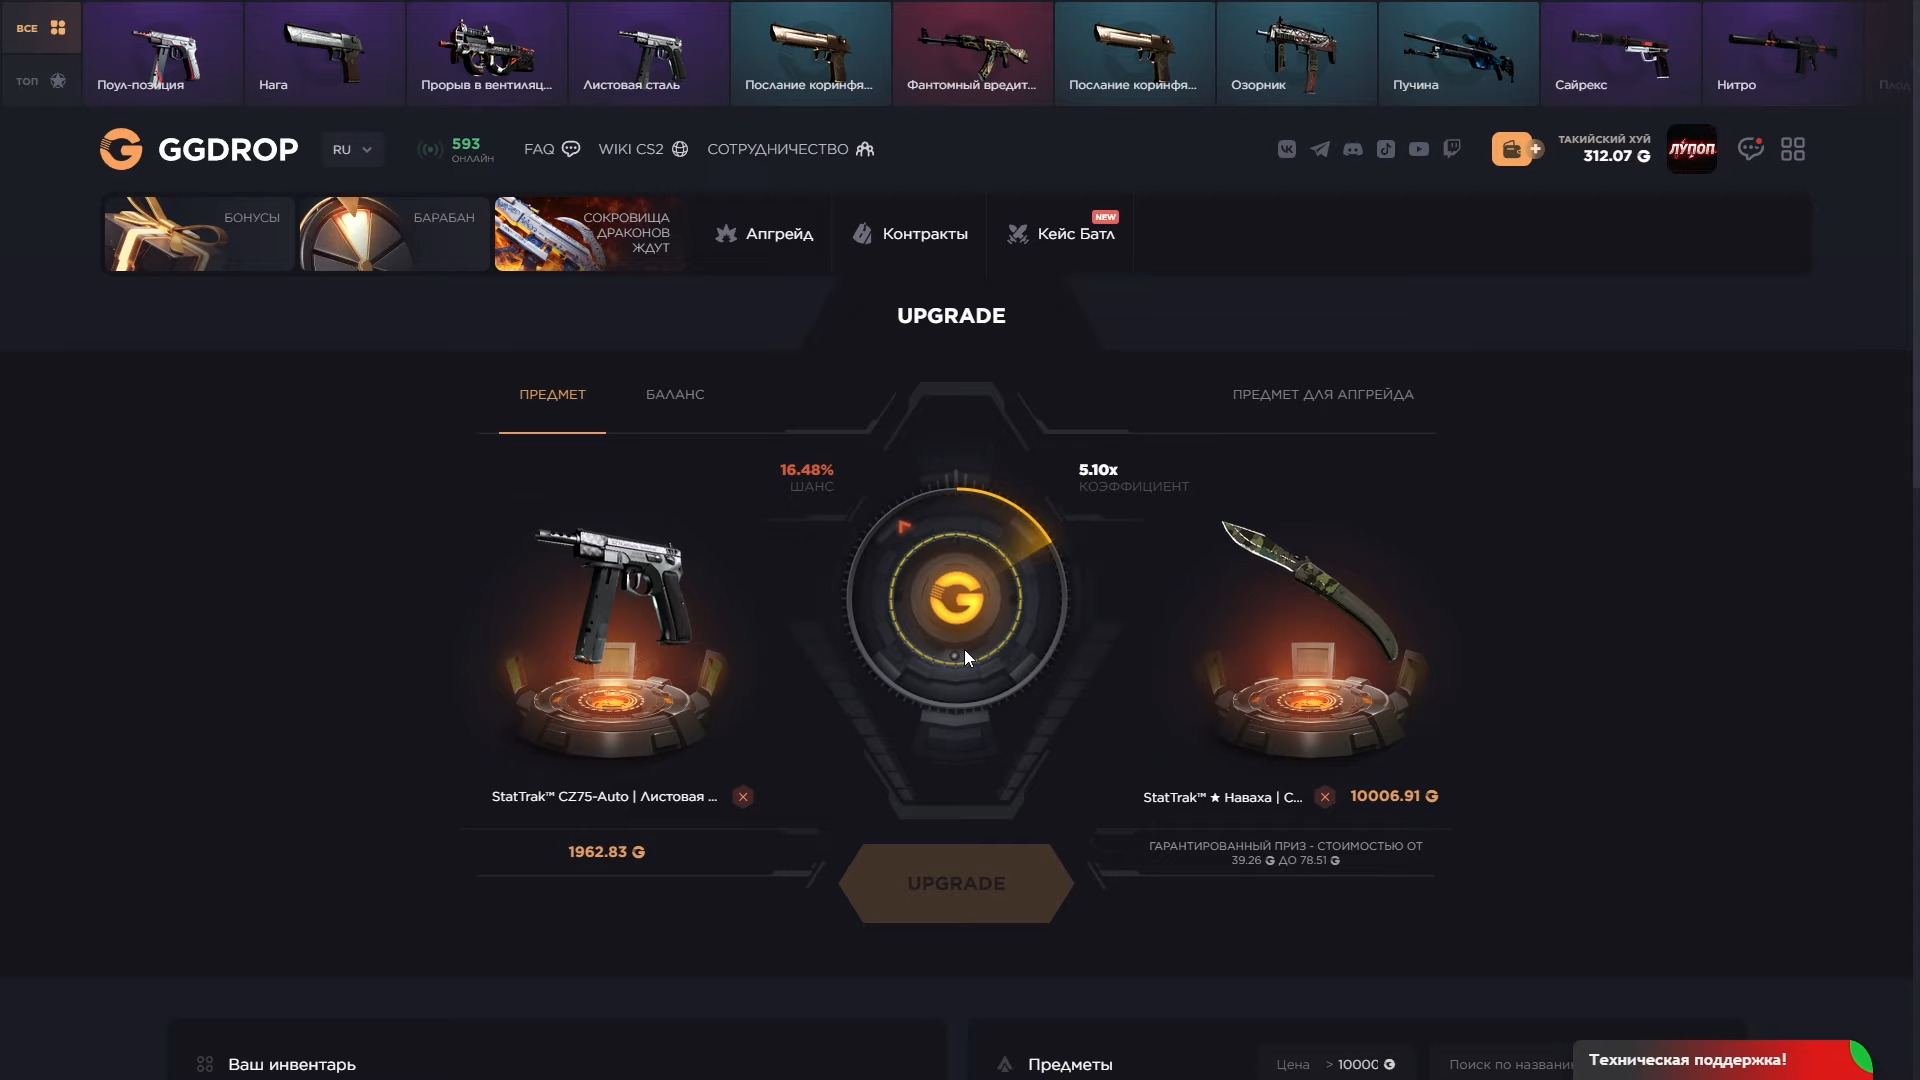 ВСЕ
ТОП
Поул-позиция
Нага
Прорыв в вентиляц...
Листовая сталь
Послание коринфя...
Фантомный вредит...
Послание коринфя...
Озорник
Пучина
Сайрекс
Нитро
GGDROP
RU
593
ОНЛАЙН
FAQ
WIKI CS2
СОТРУДНИЧЕСТВО
ТАКИЙСКИЙ ХУЙ
312.07 G
ЛУПОП
БОНУСЫ
БАРАБАН
СОКРОВИЩА
ДРАКОНОВ
ЖДУТ
Апгрейд
Контракты
Кейс Батл
NEW
UPGRADE
ПРЕДМЕТ
БАЛАНС
ПРЕДМЕТ ДЛЯ АПГРЕЙДА
16.48%
ШАНС
5.10x
КОЭФФИЦИЕНТ
StatTrak™ CZ75-Auto | Листовая ...
1962.83 G
StatTrak™ ★ Наваха | С...
10006.91 G
ГАРАНТИРОВАННЫЙ ПРИЗ - СТОИМОСТЬЮ ОТ
39.26 G ДО 78.51 G
UPGRADE
Ваш инвентарь
Предметы
Цена > 10000 G
Поиск по названи
Техническая поддержка!